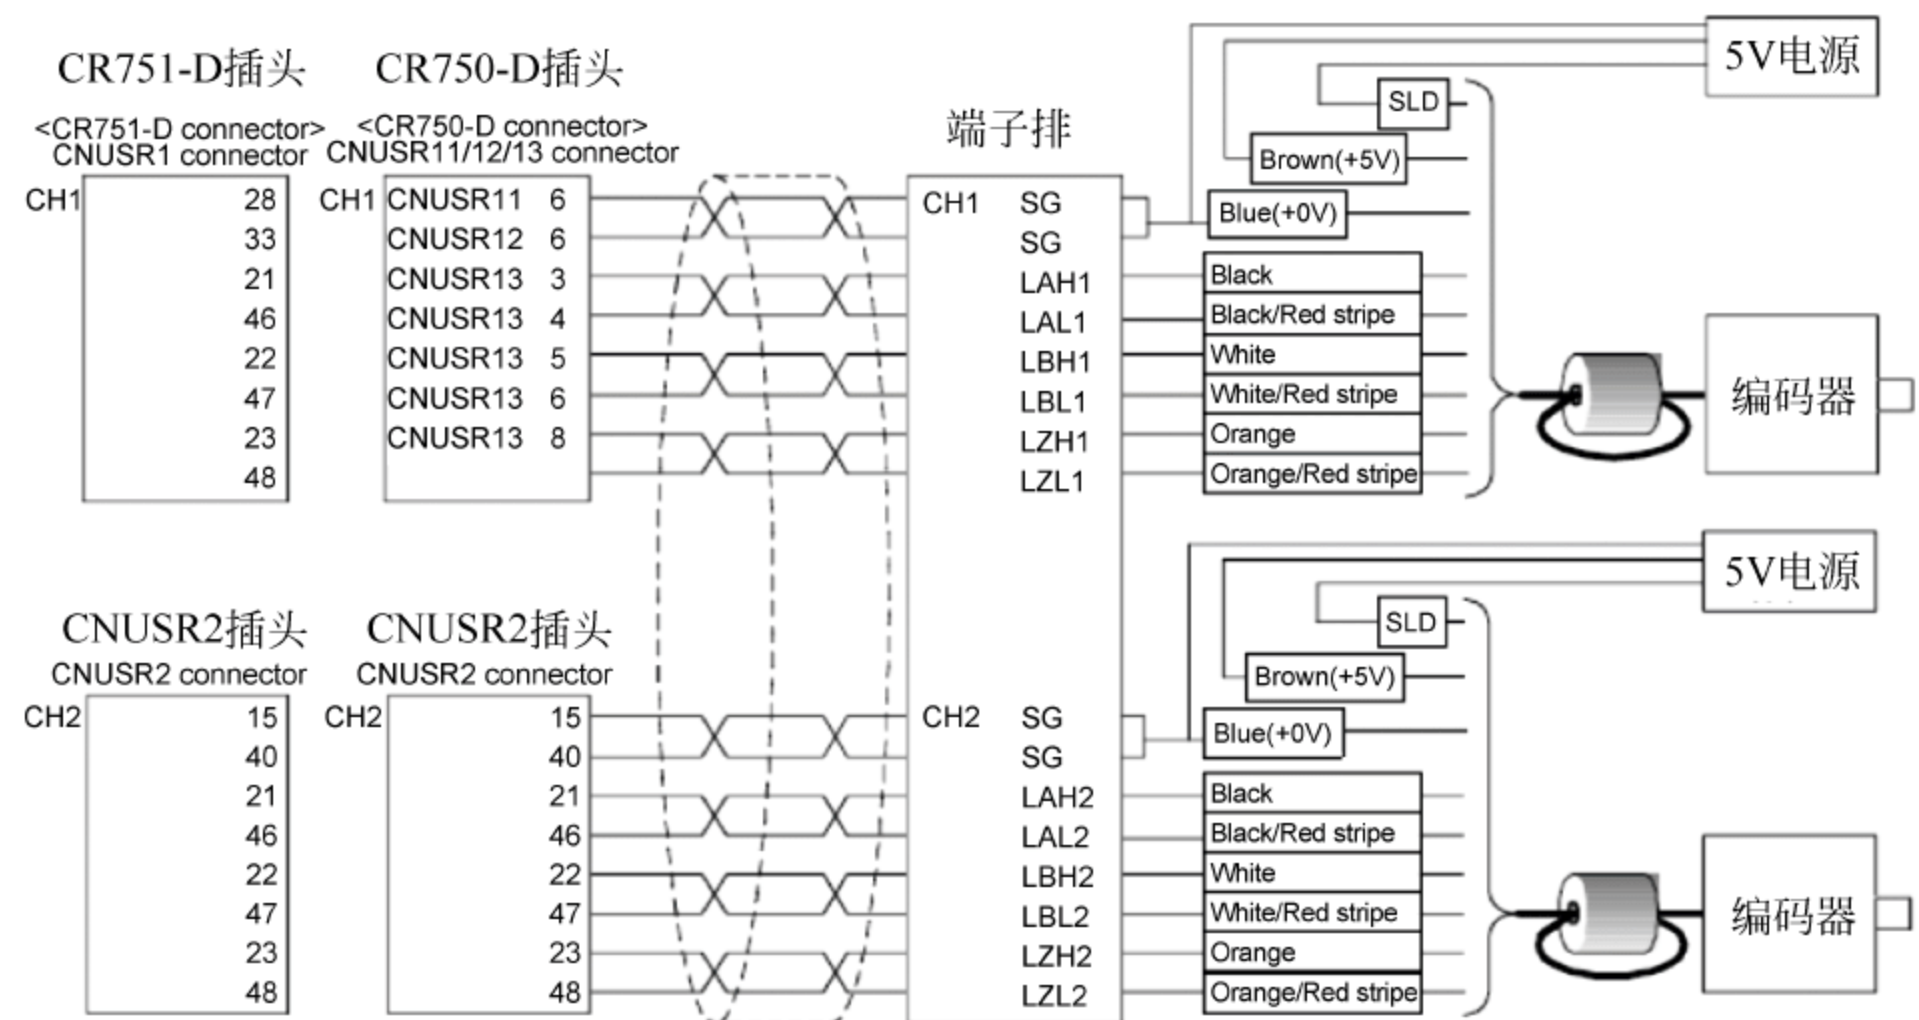 CR751-D插头
<CR751-D connector>
CNUSR1 connector
CH1
28
33
21
46
22
47
23
48
CR750-D插头
<CR750-D connector>
CNUSR11/12/13 connector
CH1
CNUSR11 6
CNUSR12 6
CNUSR13 3
CNUSR13 4
CNUSR13 5
CNUSR13 6
CNUSR13 8
端子排
CH1 SG
SG
LAH1
LAL1
LBH1
LBL1
LZH1
LZL1
5V电源
SLD
Brown(+5V)
Blue(+0V)
Black
Black/Red stripe
White
White/Red stripe
Orange
Orange/Red stripe
编码器
CNUSR2插头
CNUSR2 connector
CH2
15
40
21
46
22
47
23
48
CNUSR2插头
CNUSR2 connector
CH2
15
40
21
46
22
47
23
48
CH2 SG
SG
LAH2
LAL2
LBH2
LBL2
LZH2
LZL2
5V电源
SLD
Brown(+5V)
Blue(+0V)
Black
Black/Red stripe
White
White/Red stripe
Orange
Orange/Red stripe
编码器